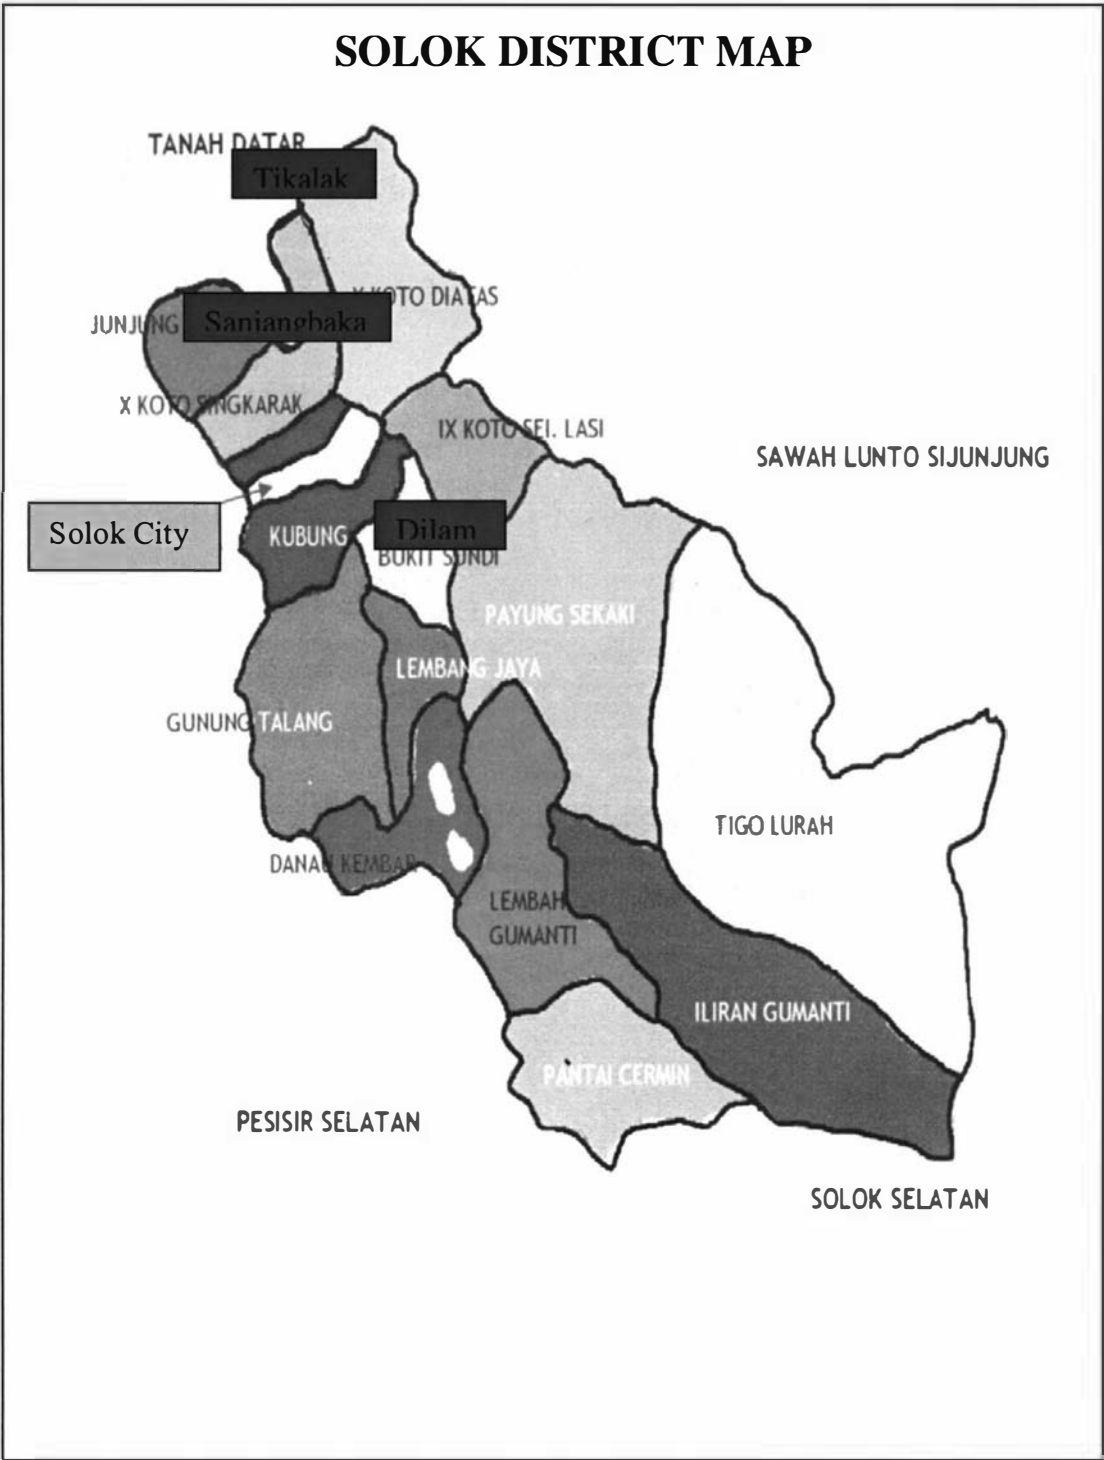 SOLOK DISTRICT MAP
TANAH DATAR
Tikalak
X KOTO DIATAS
JUNJUNG
Saniangbaka
X KOTO SINGKARAK
IX KOTO SEI. LASI
SAWAH LUNTO SIJUNJUNG
Solok City
KUBUNG
Dilam
BUKIT SUNDI
PAYUNG SEKAKI
LEMBANG JAYA
GUNUNG TALANG
TIGO LURAH
DANAU KEMBAR
LEMBAH
GUMANTI
ILIRAN GUMANTI
PANTAI CERMIN
PESISIR SELATAN
SOLOK SELATAN